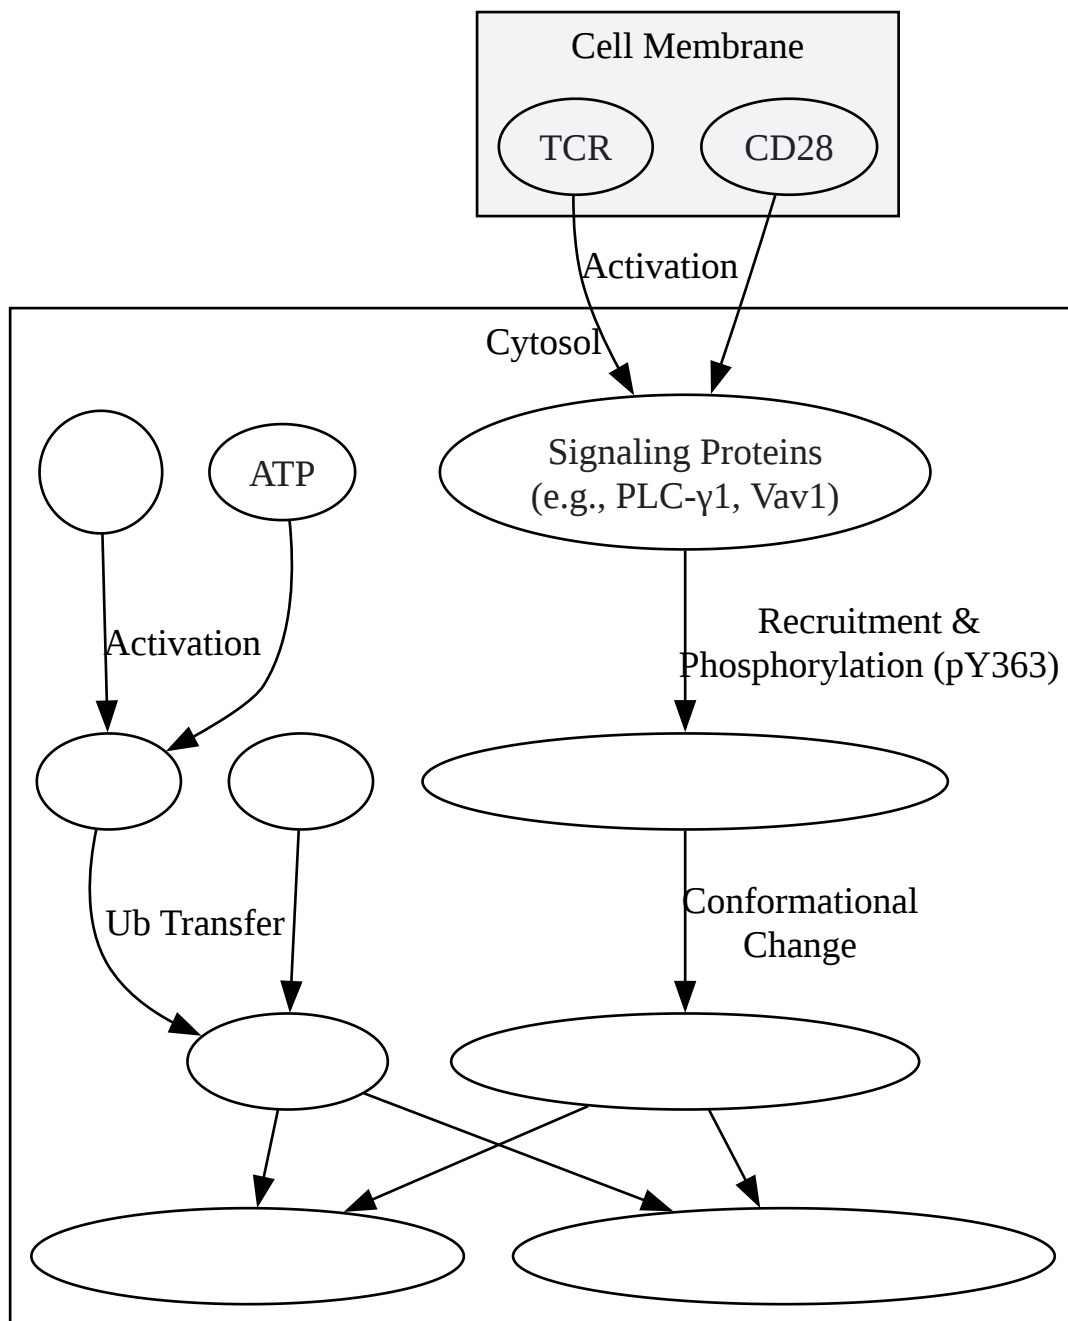 Cell Membrane
TCR
CD28
Activation
Cytosol
ATP
Signaling Proteins
(e.g., PLC-γ1, Vav1)
Activation
Recruitment &
Phosphorylation (pY363)
Ub Transfer
Conformational
Change